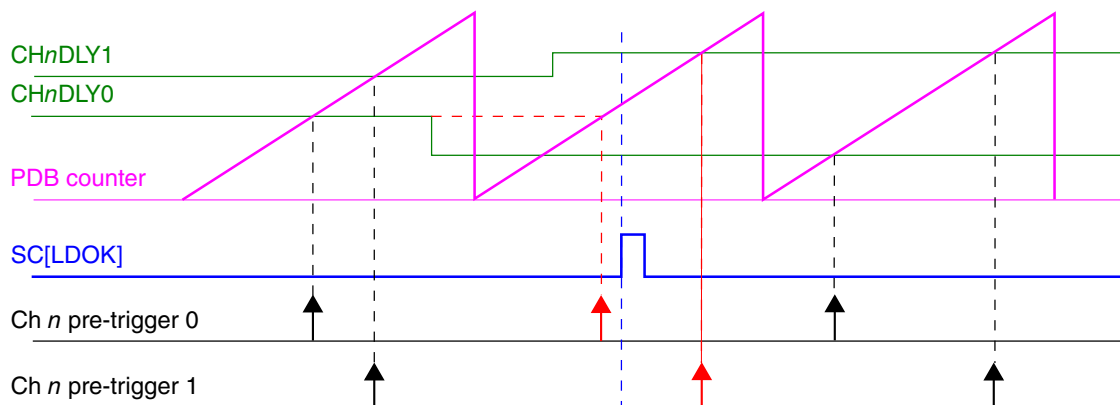 CHnDLY1
CHnDLY0
PDB counter
SC[LDOK]
Ch n pre-trigger 0
Ch n pre-trigger 1